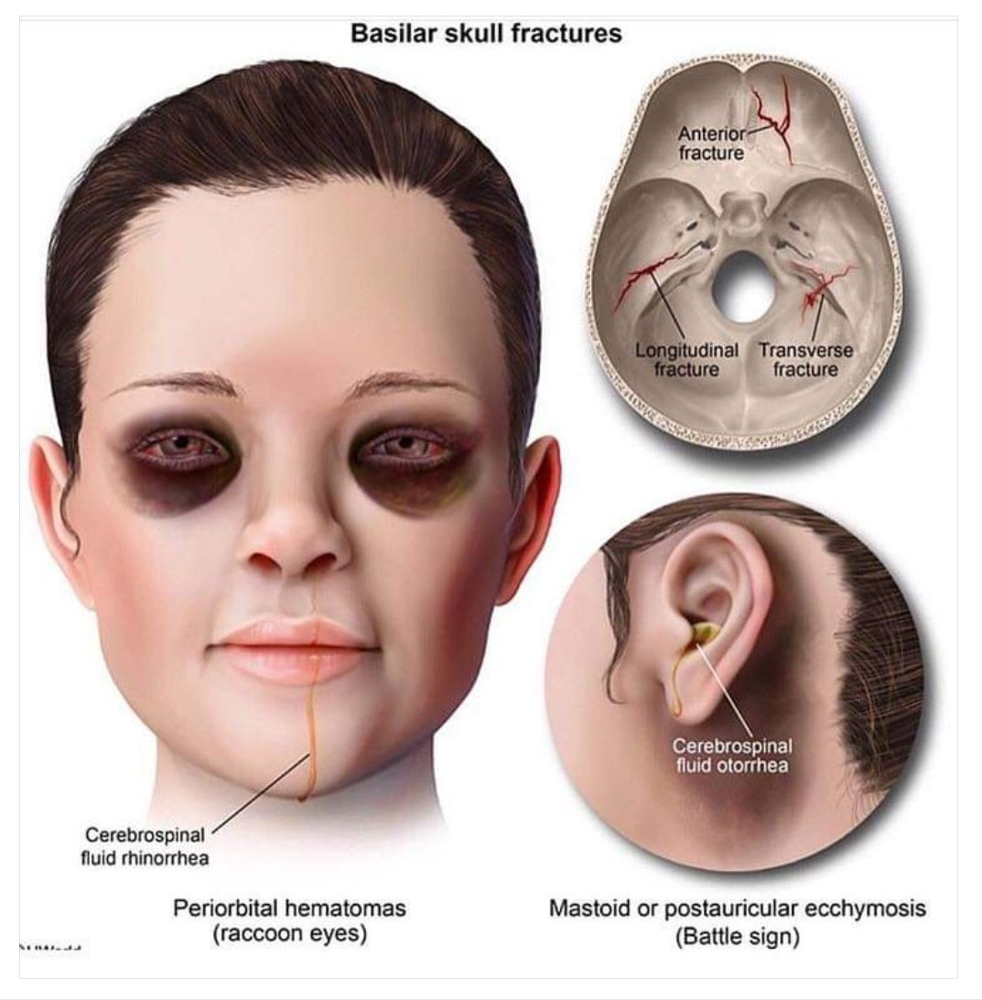 Basilar skull fractures
Anterior
fracture
Longitudinal
fracture
Transverse
fracture
Cerebrospinal
fluid otorrhea
Cerebrospinal
fluid rhinorrhea
Periorbital hematomas
(raccoon eyes)
Mastoid or postauricular ecchymosis
(Battle sign)